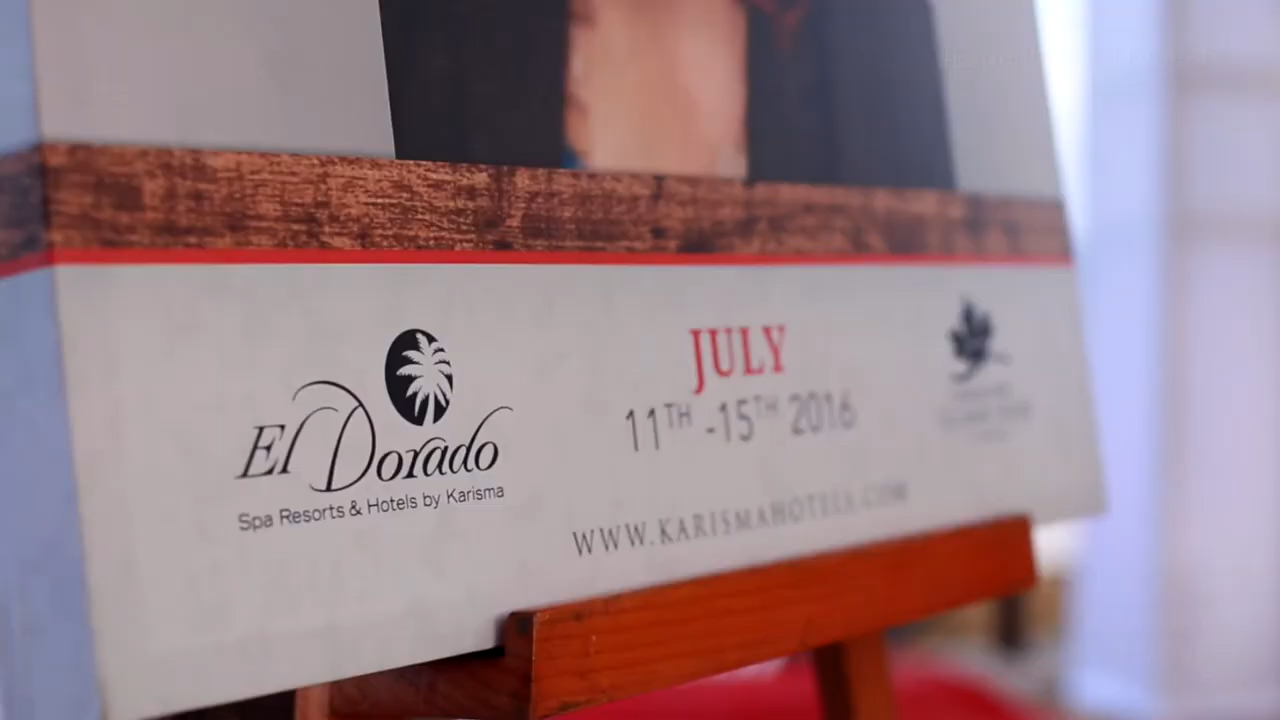 El Dorado
Spa Resorts & Hotels by Karisma
JULY
11TH -15TH 2016
WWW.KARISMAHOTELS.COM